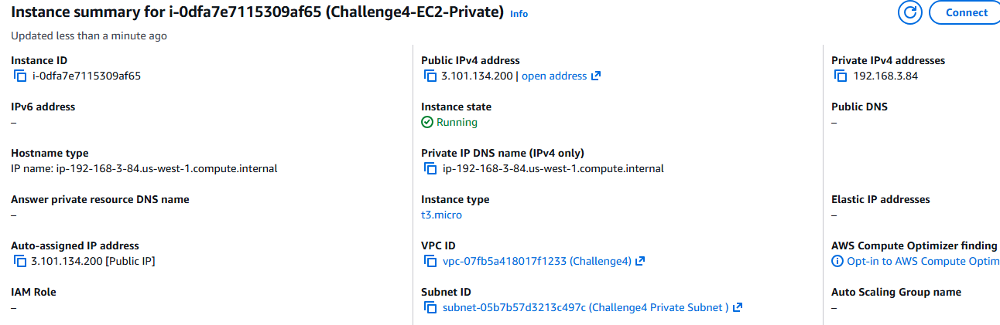 Instance summary for i-0dfa7e7115309af65 (Challenge4-EC2-Private) Info
Connect
Updated less than a minute ago
Instance ID
i-0dfa7e7115309af65
Public IPv4 address
3.101.134.200 | open address
Private IPv4 addresses
192.168.3.84
IPv6 address
–
Instance state
Running
Public DNS
–
Hostname type
IP name: ip-192-168-3-84.us-west-1.compute.internal
Private IP DNS name (IPv4 only)
ip-192-168-3-84.us-west-1.compute.internal
Answer private resource DNS name
–
Instance type
t3.micro
Elastic IP addresses
–
Auto-assigned IP address
3.101.134.200 [Public IP]
VPC ID
vpc-07fb5a418017f1233 (Challenge4)
AWS Compute Optimizer finding
Opt-in to AWS Compute Optim
IAM Role
–
Subnet ID
subnet-05b7b57d3213c497c (Challenge4 Private Subnet )
Auto Scaling Group name
–